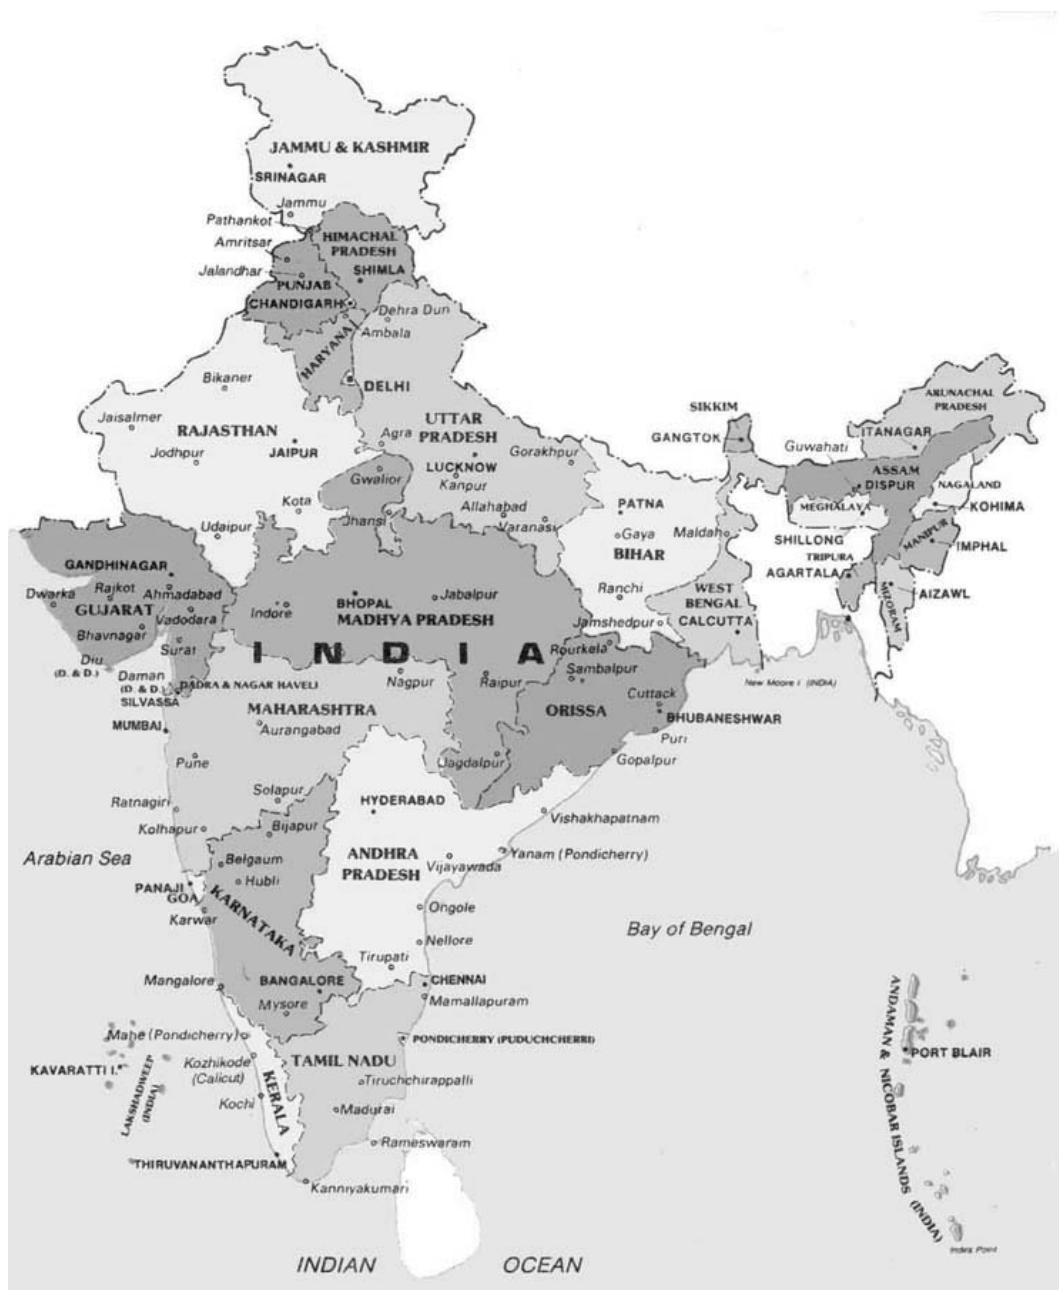 JAMMU & KASHMIR
SRINAGAR
Jammu
Pathankot
HIMACHAL
PRADESH
Amritsar
SHIMLA
Jalandhar
PUNJAB
CHANDIGARH
Dehra Dun
Ambala
HARYANA
DELHI
Bikaner
Jaisalmer
RAJASTHAN
JAIPUR
Jodhpur
Kota
Udaipur
UTTAR
PRADESH
Agra
LUCKNOW
Gorakhpur
Kanpur
Gwalior
Allahabad
Varanasi
Jhansi
SIKKIM
GANGTOK
ARUNACHAL
PRADESH
ITANAGAR
Guwahati
ASSAM
DISPUR
NAGALAND
MEGHALAYA
KOHIMA
SHILLONG
MANIPUR
IMPHAL
TRIPURA
AGARTALA
AIZAWL
MIZORAM
PATNA
Gaya
BIHAR
Maldah
Ranchi
Jamshedpur
WEST
BENGAL
CALCUTTA
New Moore I (INDIA)
GANDHINAGAR
Dwarka
Rajkot
Ahmadabad
GUJARAT
Vadodara
Bhavnagar
Surat
Diu
(D. & D.)
Daman
(D. & D.)
DADRA & NAGAR HAVELI
SILVASSA
Indore
BHOPAL
Jabalpur
MADHYA PRADESH
INDIA
Raipur
Jagdalpur
Rourkela
Sambalpur
Cuttack
ORISSA
BHUBANESHWAR
Puri
Gopalpur
Nagpur
MAHARASHTRA
MUMBAI
Aurangabad
Pune
Solapur
Ratnagiri
Kolhapur
HYDERABAD
Vishakhapatnam
ANDHRA
PRADESH
Vijayawada
Yanam (Pondicherry)
Ongole
Nellore
Tirupati
Bijapur
Belgaum
Hubli
Arabian Sea
PANAJI
GOA
KARNATAKA
Karwar
Mangalore
BANGALORE
Mysore
CHENNAI
Mamallapuram
Bay of Bengal
Mahe (Pondicherry)
PONDICHERRY (PUDUCHCHERRI)
KAVARATTI I.
LAKSHADWEEP
(INDIA)
Kozhikode
(Calicut)
TAMIL NADU
Tiruchchirappalli
Kochi
KERALA
Madurai
Rameswaram
THIRUVANANTHAPURAM
Kanniyakumari
PORT BLAIR
ANDAMAN & NICOBAR ISLANDS (INDIA)
Indira Point
INDIAN OCEAN